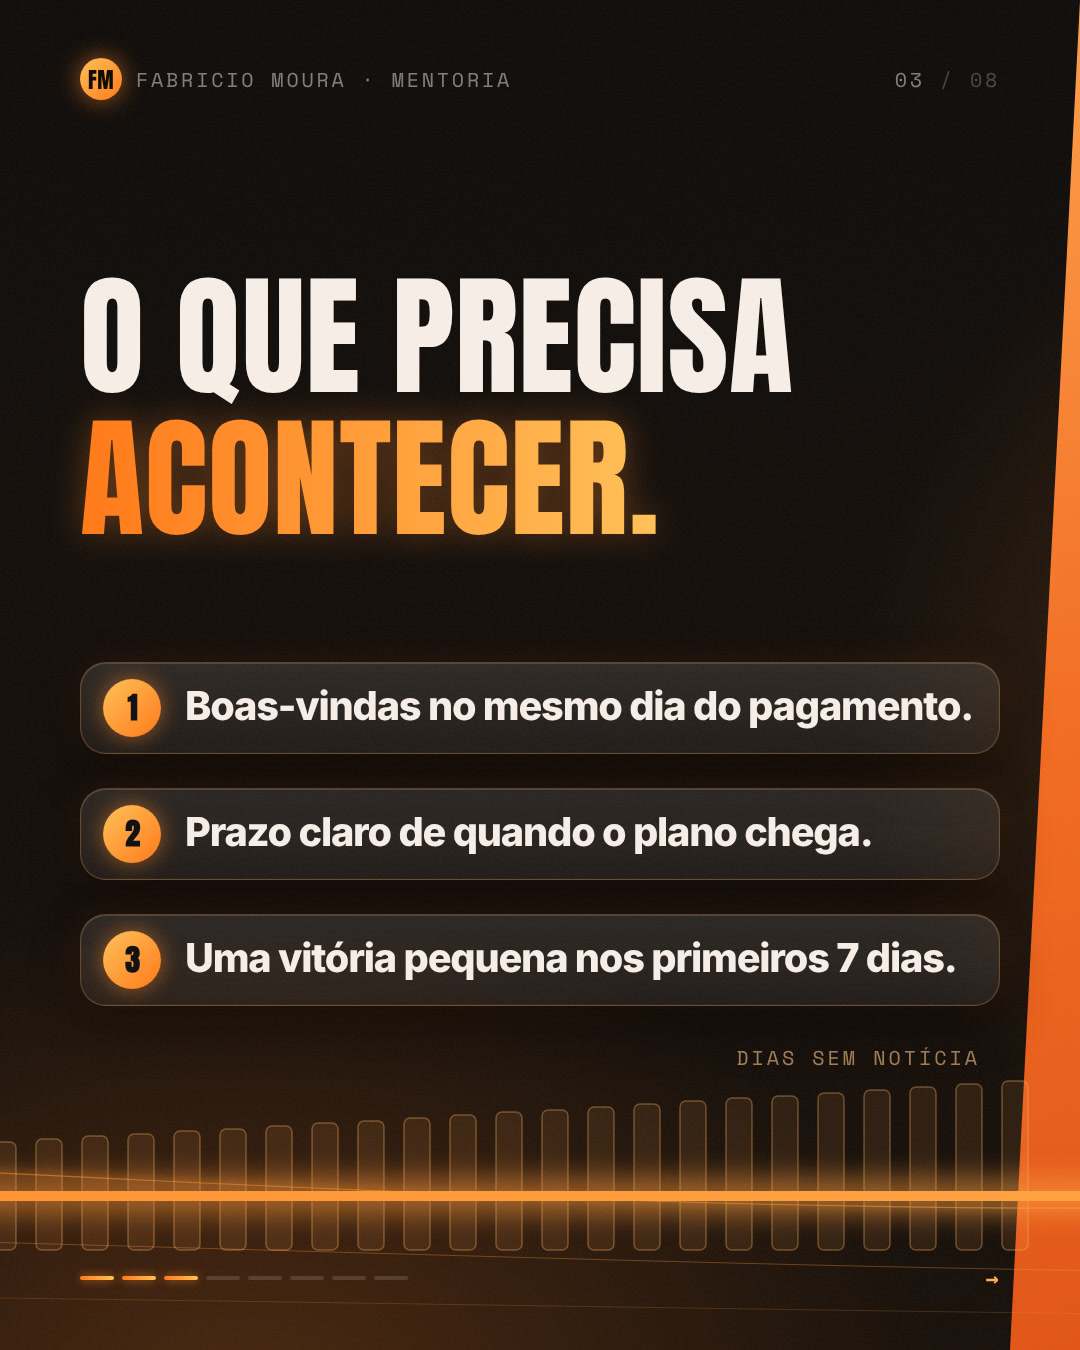 FM FABRICIO MOURA · MENTORIA
03 / 08
O QUE PRECISA
ACONTECER.
1 Boas-vindas no mesmo dia do pagamento.
2 Prazo claro de quando o plano chega.
3 Uma vitória pequena nos primeiros 7 dias.
DIAS SEM NOTÍCIA
→